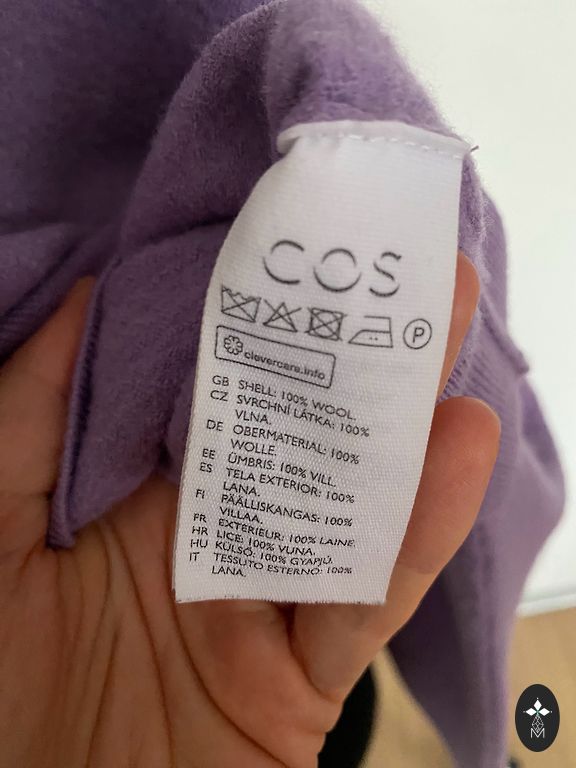 COS
P
clevercare.info
GB SHELL: 100% WOOL.
CZ SVRCHNÍ LÁTKA: 100%
VLNA.
DE OBERMATERIAL: 100%
WOLLE.
EE ÜMBRIS: 100% VILL.
ES TELA EXTERIOR: 100%
LANA.
FI PÄÄLLISKANGAS: 100%
VILLAA.
FR EXTERIEUR: 100% LAINE.
HR LICE: 100% VUNA.
HU KÜLSŐ: 100% GYAPJÚ.
IT TESSUTO ESTERNO: 100%
LANA.
M